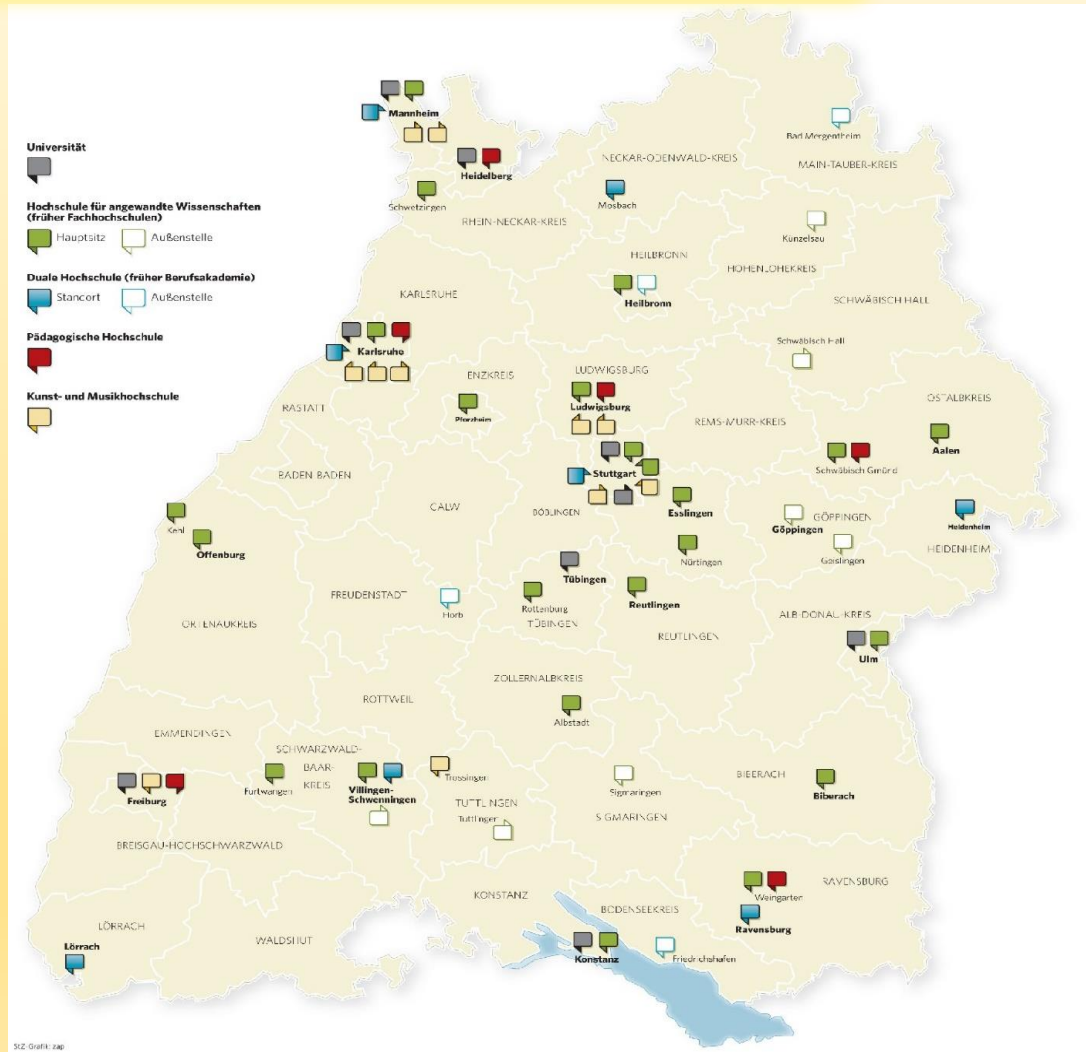 Universität
Hochschule für angewandte Wissenschaften
(früher Fachhochschulen)
Hauptsitz Außenstelle
Duale Hochschule (früher Berufsakademie)
Stancort Außenstelle
Pädagogische Hochschule
Kunst- und Musikhochschule
Mannheim
Bad Mergentheim
NECKAR-ODENWALD-KREIS
MAIN-TAUBER-KREIS
Heidelberg
Schwetzingen
Mosbach
RHEIN-NECKAR-KREIS
Künzelsau
HEILBRONN
HOHENLOHEKREIS
KARLSRUHE
Heilbronn
SCHWÄBISCH HALL
Schwäbisch Hall
Karlsruhe
ENZKREIS
LUDWIGSBURG
RASTATT
Pforzheim
Ludwigsburg
REMS-MURR-KREIS
OSTALBKREIS
Aalen
BADEN BADEN
Stuttgart
Schwäbisch Gmünd
CALW
BÖBLINGEN
Esslingen
GÖPPINGEN
Göppingen
Heidenheim
Kehl
Offenburg
Nürtingen
Geislingen
HEIDENHEIM
Tübingen
FREUDENSTADT
Horb
Rottenburg
TÜBINGEN
Reutlingen
REUTLINGEN
ALB-DONAU-KREIS
ORTENAUKREIS
Ulm
ZOLLERNALBKREIS
ROTTWEIL
Albstadt
EMMENDINGEN
SCHWARZWALD-
BAAR-
KREIS
Freiburg
Furtwangen
Villingen-
Schwenningen
Trossingen
TUTTLINGEN
Tuttlinger
Sigmaringen
SIGMARINGEN
BIBERACH
Biberach
BREISGAU-HOCHSCHWARZWALD
KONSTANZ
BODENSEEKREIS
Weingarten
RAVENSBURG
Ravensburg
LÖRRACH
Lörrach
WALDSHUT
Konstanz
Friedrichshafen
StZ-Grafik: zap